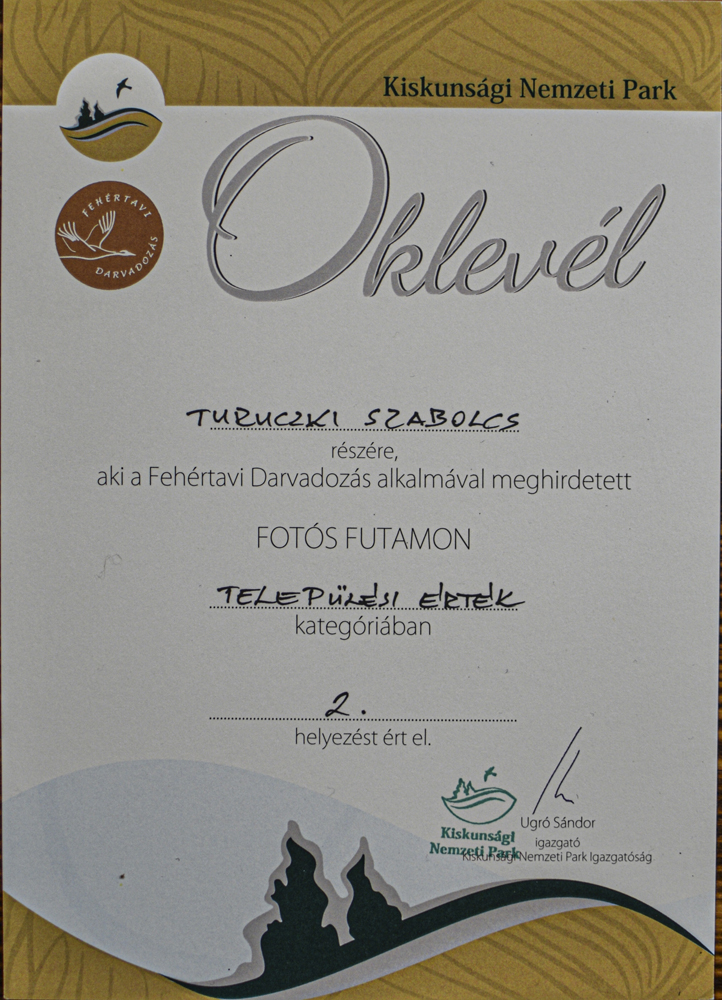 Kiskunsági Nemzeti Park
FEHÉRTAVI
DARVADOZÁS
Oklevél
TURUCZKI SZABOLCS
részére,
aki a Fehértavi Darvadozás alkalmával meghirdetett
FOTÓS FUTAMON
TELEPÜLÉSI ÉRTÉK
kategóriában
2.
helyezést ért el.
Kiskunsági
Nemzeti Park
Ugró Sándor
igazgató
Kiskunsági Nemzeti Park Igazgatóság